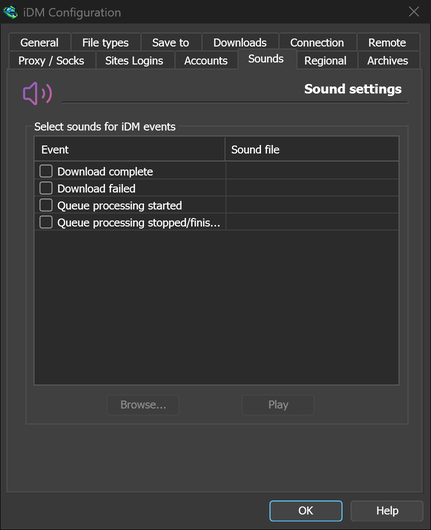 iDM Configuration
General File types Save to Downloads Connection Remote
Proxy / Socks Sites Logins Accounts Sounds Regional Archives
Sound settings
Select sounds for iDM events
Event Sound file
Download complete
Download failed
Queue processing started
Queue processing stopped/finis...
Browse... Play
OK Help